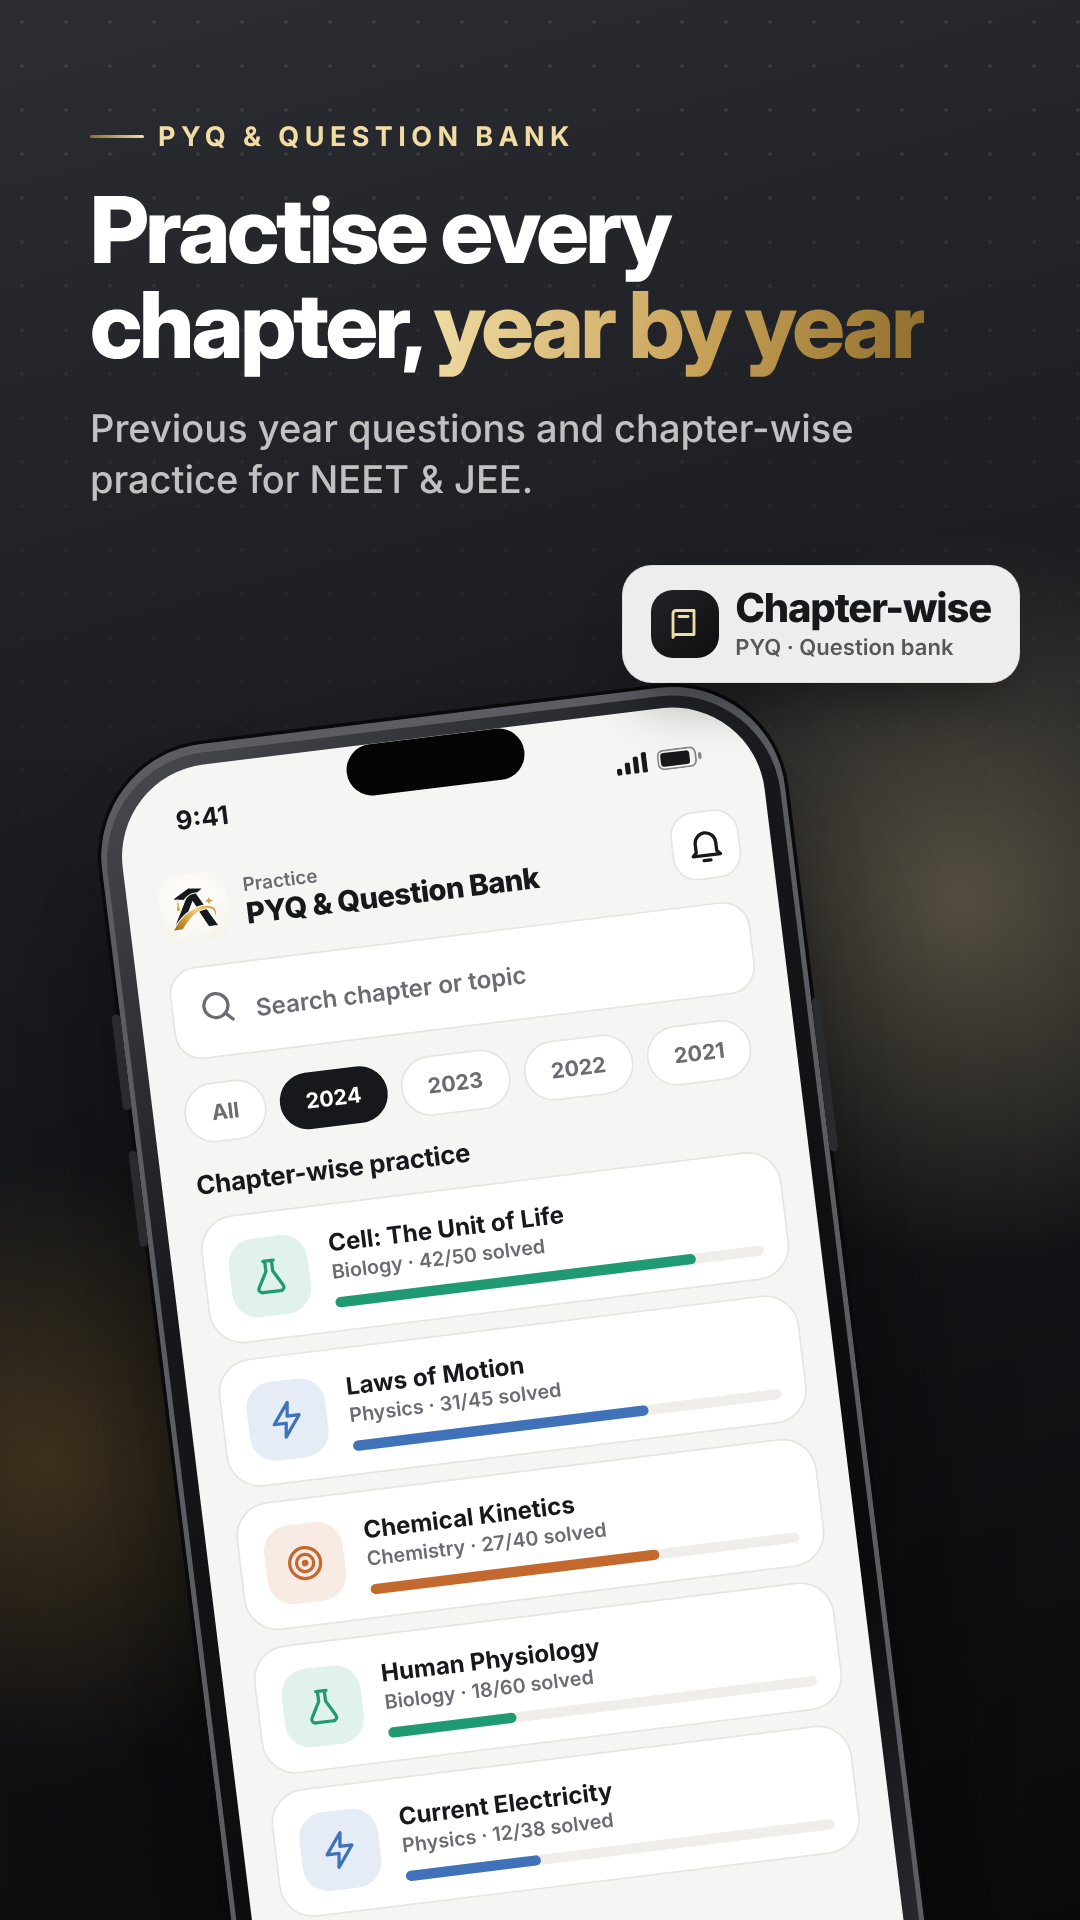 PYQ & QUESTION BANK
Practise every
chapter, year by year
Previous year questions and chapter-wise
practice for NEET & JEE.
Chapter-wise
PYQ · Question bank
9:41
Practice
PYQ & Question Bank
Search chapter or topic
All
2024
2023
2022
2021
Chapter-wise practice
Cell: The Unit of Life
Biology · 42/50 solved
Laws of Motion
Physics · 31/45 solved
Chemical Kinetics
Chemistry · 27/40 solved
Human Physiology
Biology · 18/60 solved
Current Electricity
Physics · 12/38 solved